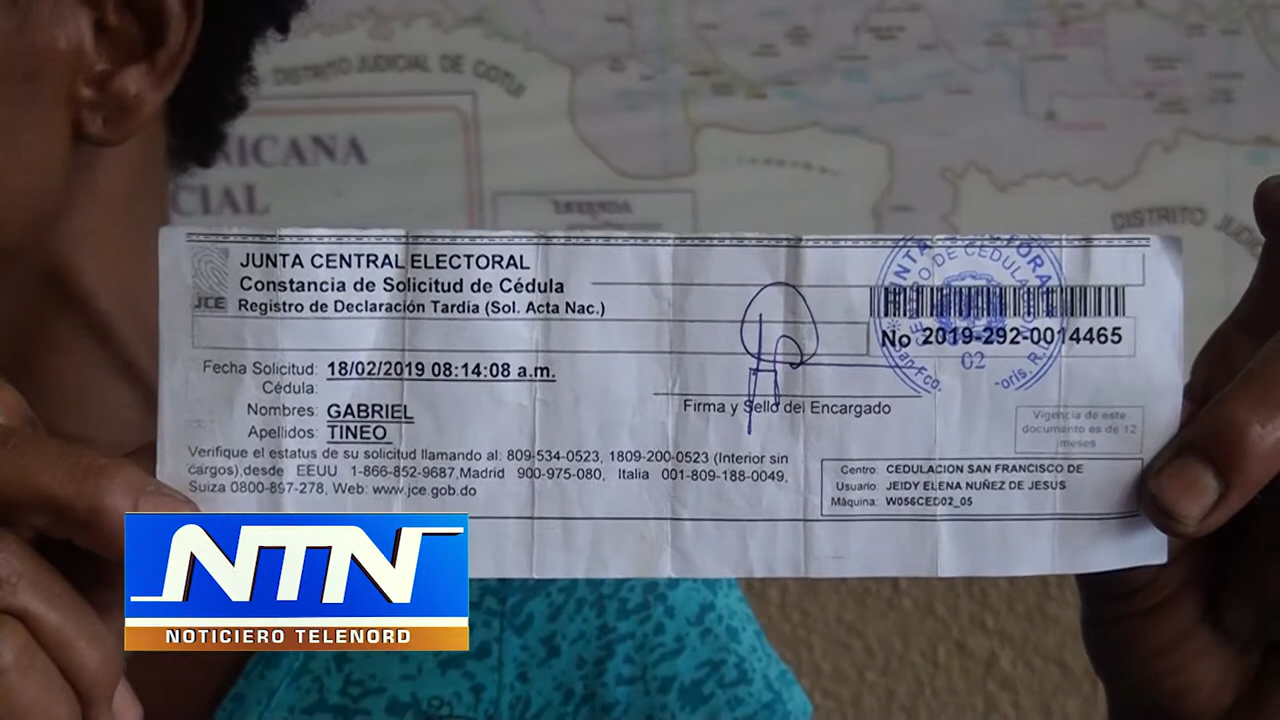 DISTRITO JUDICIAL DE COTUI
NICANA
CIAL
LEYENDA
DISTRITO JUDIC
JUNTA CENTRAL ELECTORAL
Constancia de Solicitud de Cédula
JCE
Registro de Declaración Tardía (Sol. Acta Nac.)
No 2019-292-0014465
02
San Fco.
Fecha Solicitud: 18/02/2019 08:14:08 a.m.
Cédula:
Nombres: GABRIEL
Apellidos: TINEO
Firma y Sello del Encargado
Vigencia de este
documento es de 12
meses
Verifique el estatus de su solicitud llamando al: 809-534-0523, 1809-200-0523 (Interior sin
cargos),desde EEUU 1-866-852-9687,Madrid 900-975-080, Italia 001-809-188-0049,
Suiza 0800-897-278, Web: www.jce.gob.do
Centro: CEDULACION SAN FRANCISCO DE
Usuario: JEIDY ELENA NUÑEZ DE JESUS
Máquina: W056CED02_05
NTN
NOTICIERO TELENORD